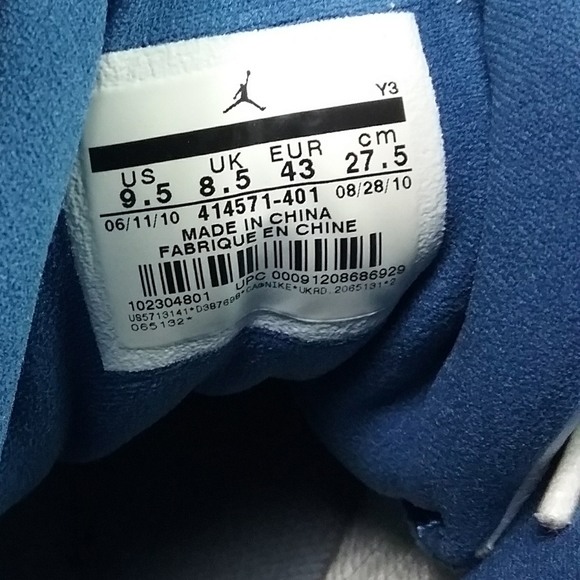 Y3
US UK EUR cm
9.5 8.5 43 27.5
06/11/10 414571-401 08/28/10
MADE IN CHINA
FABRIQUE EN CHINE
102304801 UPC 00091208686929